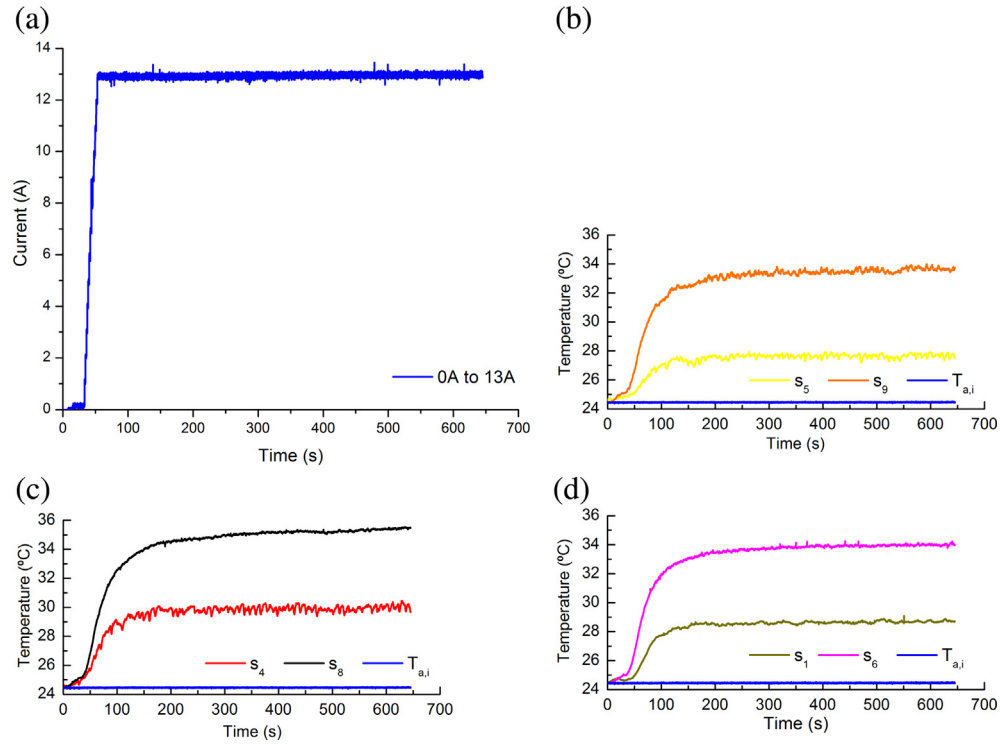 (a)
14
12
10
8
6
4
2
0
Current (A)
0A to 13A
0 100 200 300 400 500 600 700
Time (s)
(b)
36
34
32
30
28
26
24
Temperature (ºC)
s5 s9 Ta,i
0 100 200 300 400 500 600 700
Time (s)
(c)
36
34
32
30
28
26
24
Temperature (ºC)
s4 s8 Ta,i
0 100 200 300 400 500 600 700
Time (s)
(d)
36
34
32
30
28
26
24
Temperature (ºC)
s1 s6 Ta,i
0 100 200 300 400 500 600 700
Time (s)